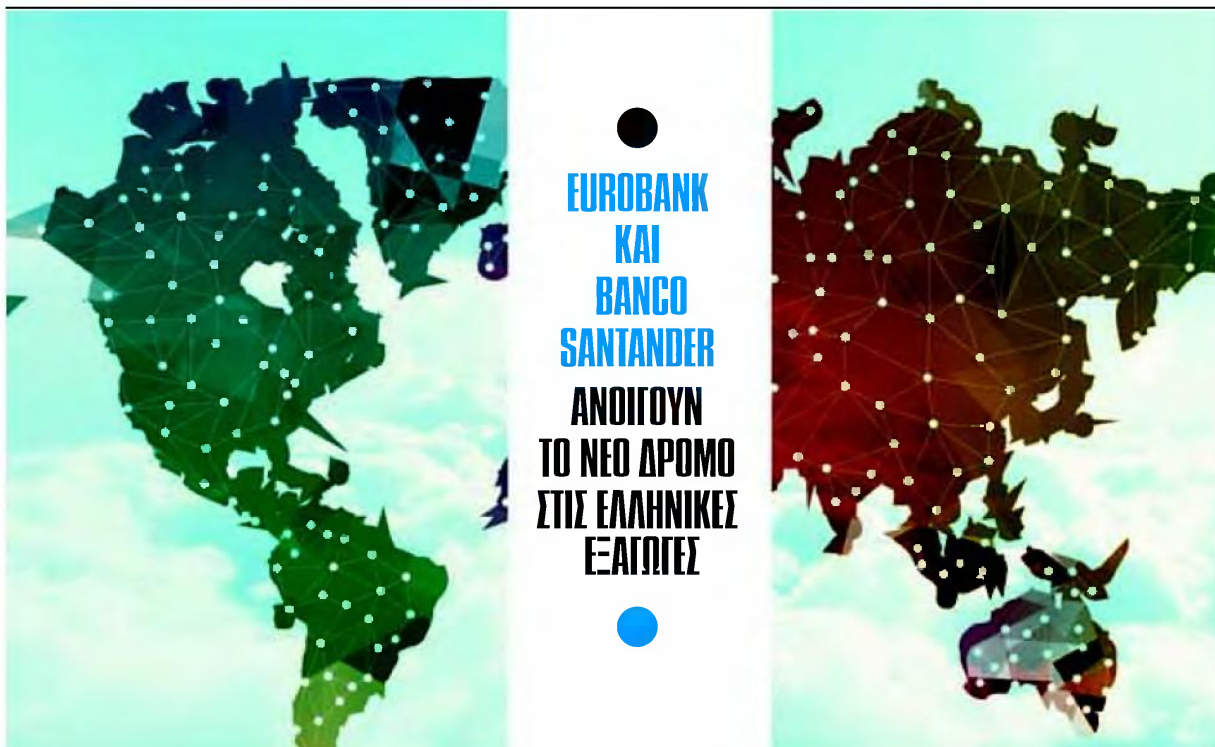 EUROBANK
ΚΑΙ
BANCO
SANTANDER
ΑΝΟΙΓΟΥΝ
ΤΟ ΝΕΟ ΔΡΟΜΟ
ΣΤΙΣ ΕΛΛΗΝΙΚΕΣ
ΕΞΑΓΩΓΕΣ